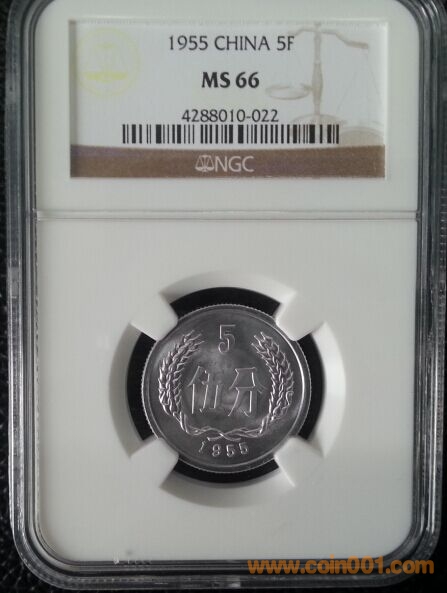 1955 CHINA 5F
MS 66
4288010-022
NGC
5
伍分
1955
www.coin001.com